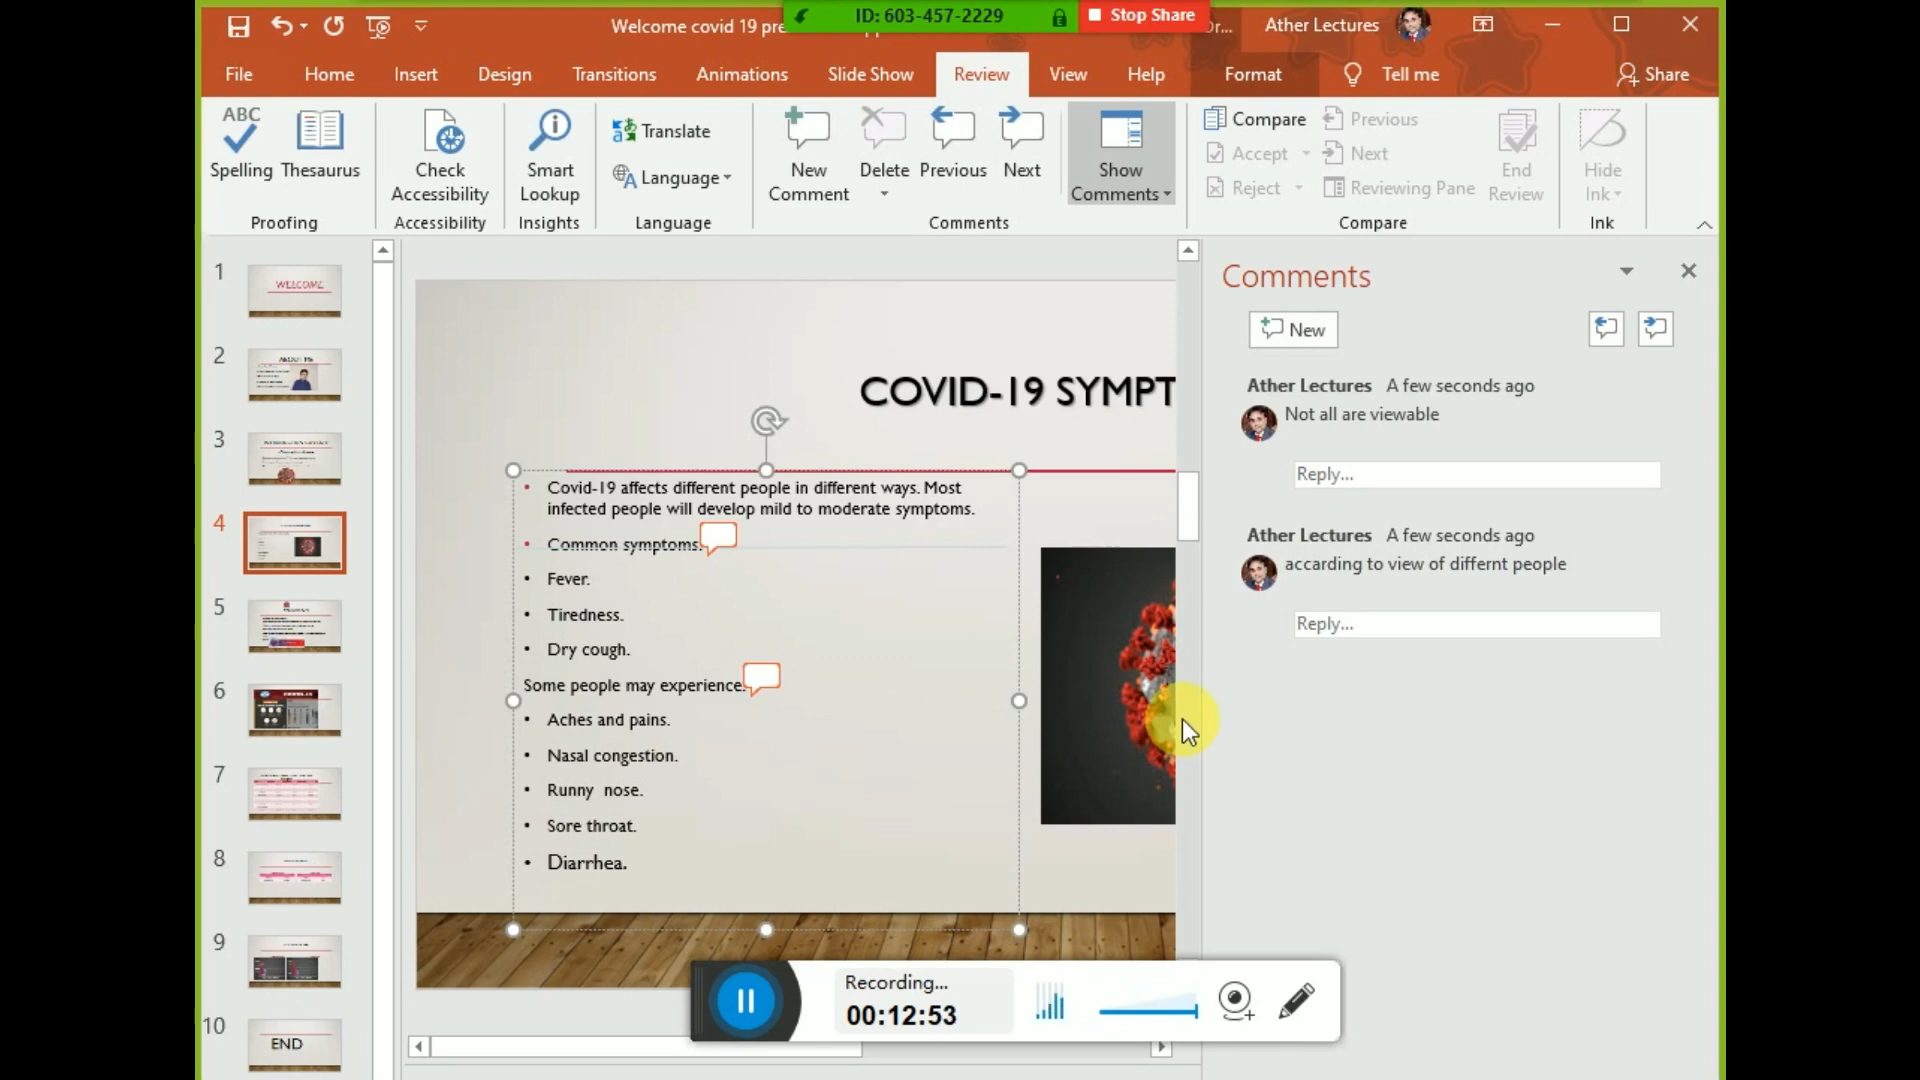 Welcome covid 19 pre
ID: 603-457-2229
Stop Share
Ather Lectures
File
Home
Insert
Design
Transitions
Animations
Slide Show
Review
View
Help
Format
Tell me
Share
ABC
Spelling
Thesaurus
Check
Accessibility
Smart
Lookup
Translate
Language
New
Comment
Delete
Previous
Next
Show
Comments
Compare
Accept
Reject
Previous
Next
Reviewing Pane
End
Review
Hide
Ink
Proofing
Accessibility
Insights
Language
Comments
Compare
Ink
1
WELCOME
2
ABOUT ME
3
4
5
6
7
8
9
10
END
COVID-19 SYMPT
• Covid-19 affects different people in different ways. Most
infected people will develop mild to moderate symptoms.
• Common symptoms.
• Fever.
• Tiredness.
• Dry cough.
Some people may experience.
• Aches and pains.
• Nasal congestion.
• Runny  nose.
• Sore throat.
• Diarrhea.
Comments
New
Ather Lectures A few seconds ago
Not all are viewable
Reply...
Ather Lectures A few seconds ago
accarding to view of differnt people
Reply...
Recording...
00:12:53